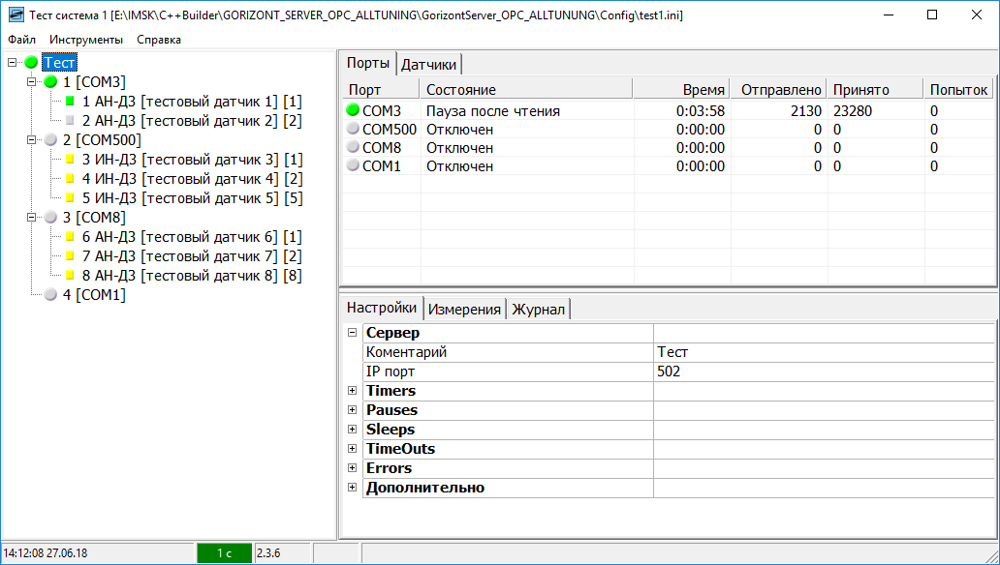 Тест система 1 [E:\IMSK\C++Builder\GORIZONT_SERVER_OPC_ALLTUNING\GorizontServer_OPC_ALLTUNUNG\Config\test1.ini]
Файл Инструменты Справка
Тест
1 [COM3]
1 АН-Д3 [тестовый датчик 1] [1]
2 АН-Д3 [тестовый датчик 2] [2]
2 [COM500]
3 ИН-Д3 [тестовый датчик 3] [1]
4 ИН-Д3 [тестовый датчик 4] [2]
5 ИН-Д3 [тестовый датчик 5] [5]
3 [COM8]
6 АН-Д3 [тестовый датчик 6] [1]
7 АН-Д3 [тестовый датчик 7] [2]
8 АН-Д3 [тестовый датчик 8] [8]
4 [COM1]
Порты Датчики
Порт Состояние Время Отправлено Принято Попыток
COM3 Пауза после чтения 0:03:58 2130 23280 0
COM500 Отключен 0:00:00 0 0 0
COM8 Отключен 0:00:00 0 0 0
COM1 Отключен 0:00:00 0 0 0
Настройки Измерения Журнал
Сервер
Коментарий Тест
IP порт 502
Timers
Pauses
Sleeps
TimeOuts
Errors
Дополнительно
14:12:08 27.06.18 1 с 2.3.6